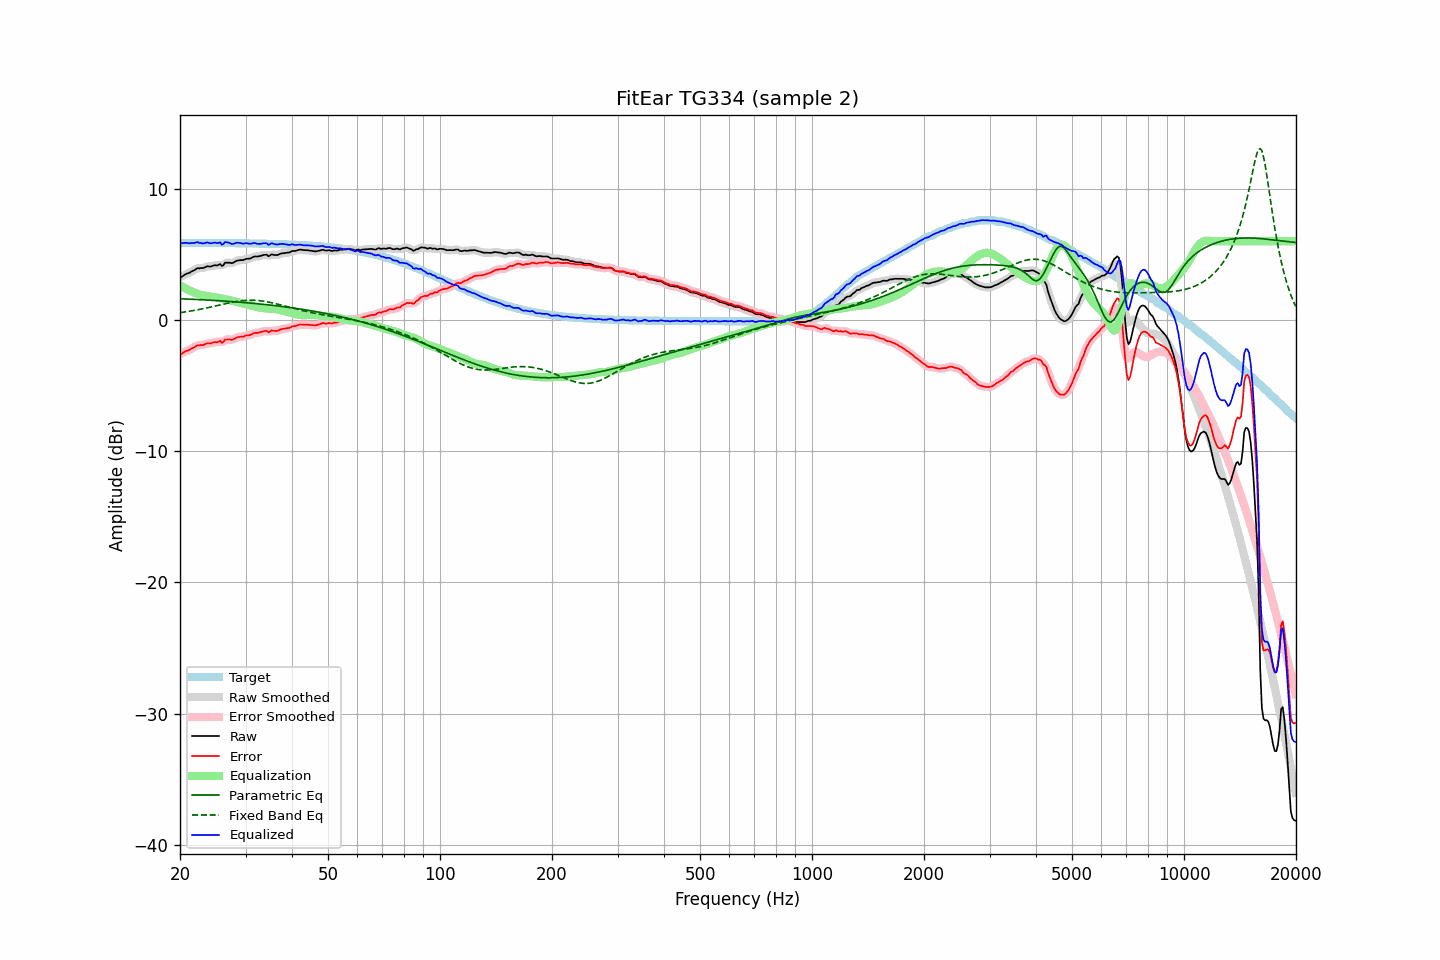 FitEar TG334 (sample 2)
Amplitude (dBr)
10
0
−10
−20
−30
−40
Target
Raw Smoothed
Error Smoothed
Raw
Error
Equalization
Parametric Eq
Fixed Band Eq
Equalized
20 50 100 200 500 1000 2000 5000 10000 20000
Frequency (Hz)